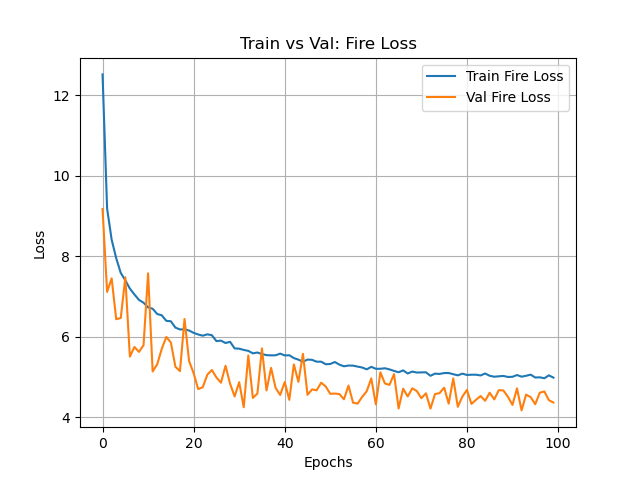 Train vs Val: Fire Loss
Train Fire Loss
Val Fire Loss
Loss
12
10
8
6
4
0 20 40 60 80 100
Epochs